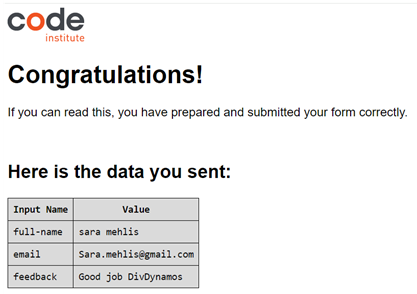 code
institute
Congratulations!
If you can read this, you have prepared and submitted your form correctly.
Here is the data you sent:
Input Name Value
full-name sara mehlis
email Sara.mehlis@gmail.com
feedback Good job DivDynamos